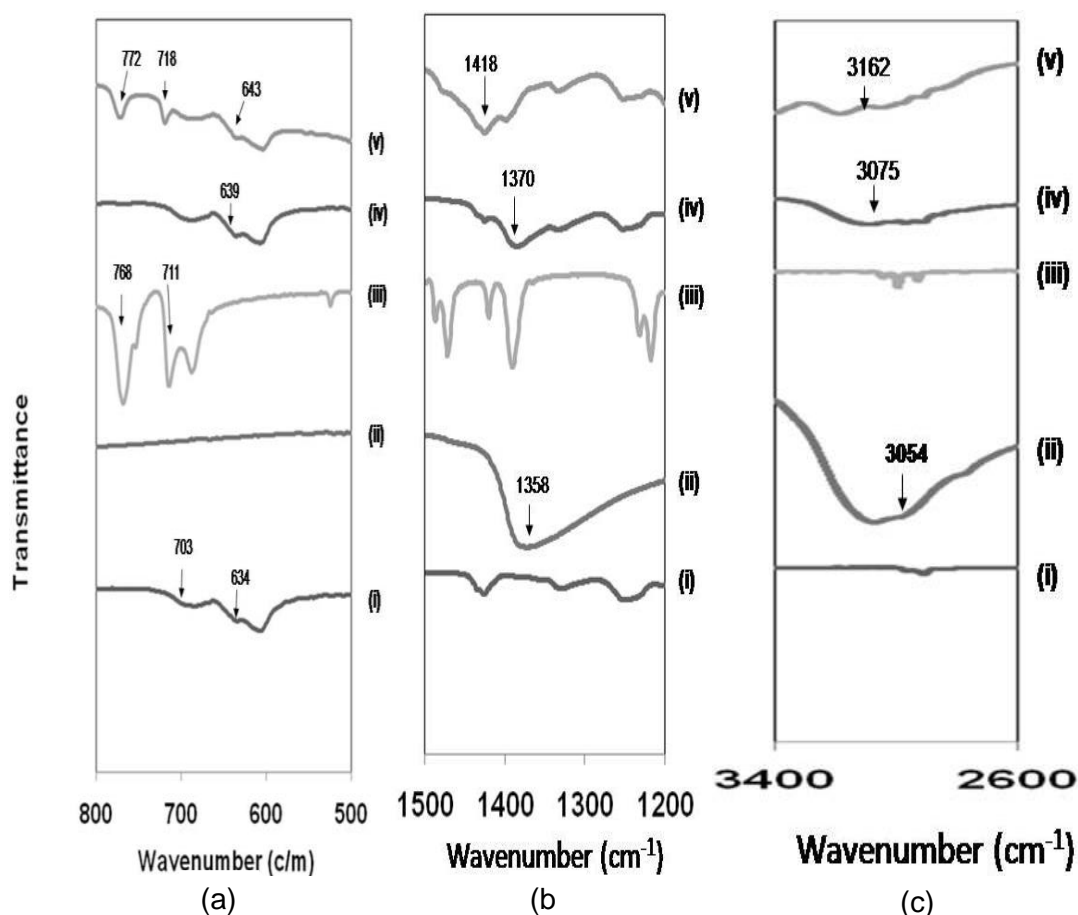 Transmittance
772
718
643
(v)
639
(iv)
768
711
(iii)
(ii)
703
634
(i)
800
700
600
500
Wavenumber (c/m)
(a)
1418
(v)
1370
(iv)
(iii)
(ii)
1358
(i)
1500
1400
1300
1200
Wavenumber (cm⁻¹)
(b
3162
(v)
3075
(iv)
(iii)
(ii)
3054
(i)
3400
2600
Wavenumber (cm⁻¹)
(c)